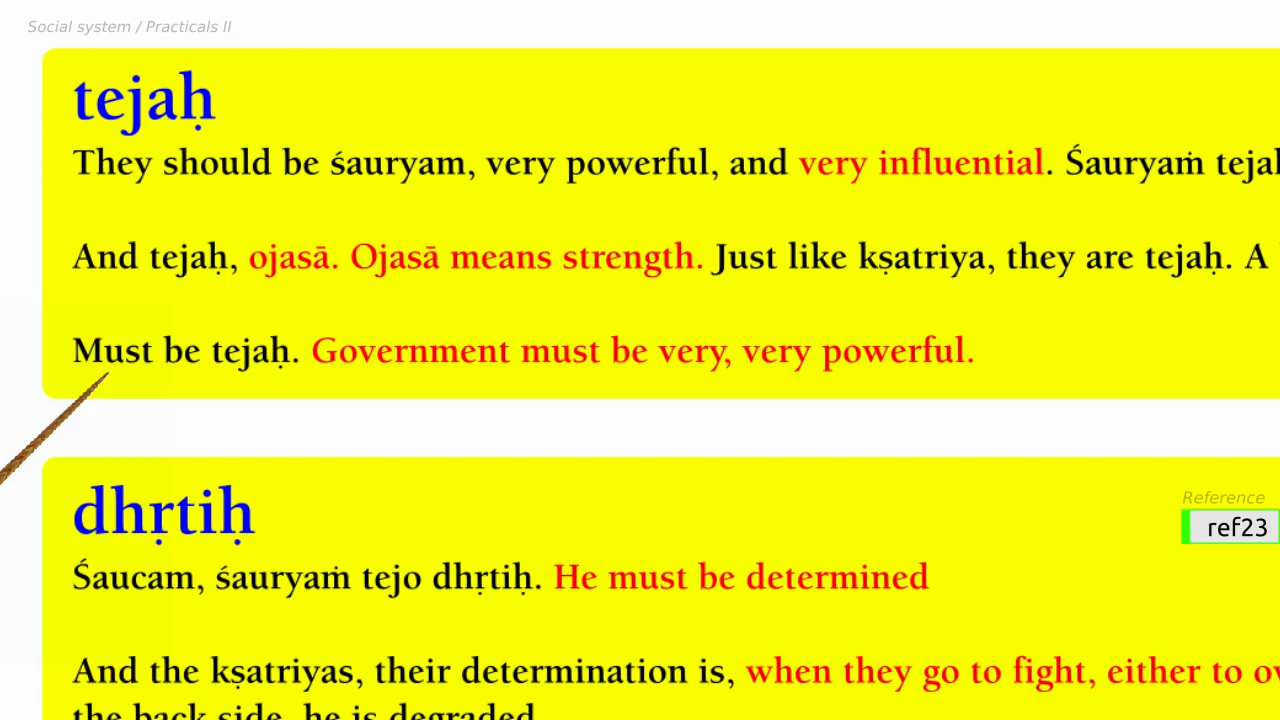 Social system / Practicals II
tejaḥ
They should be śauryam, very powerful, and very influential. Śauryaṁ
And tejaḥ, ojasā. Ojasā means strength. Just like kṣatriya, they are tejaḥ. A
Must be tejaḥ. Government must be very, very powerful.
dhṛtiḥ
Reference
ref23
Śaucam, śauryaṁ tejo dhṛtiḥ. He must be determined
And the kṣatriyas, their determination is, when they go to fight, either to
the back side, he is degraded